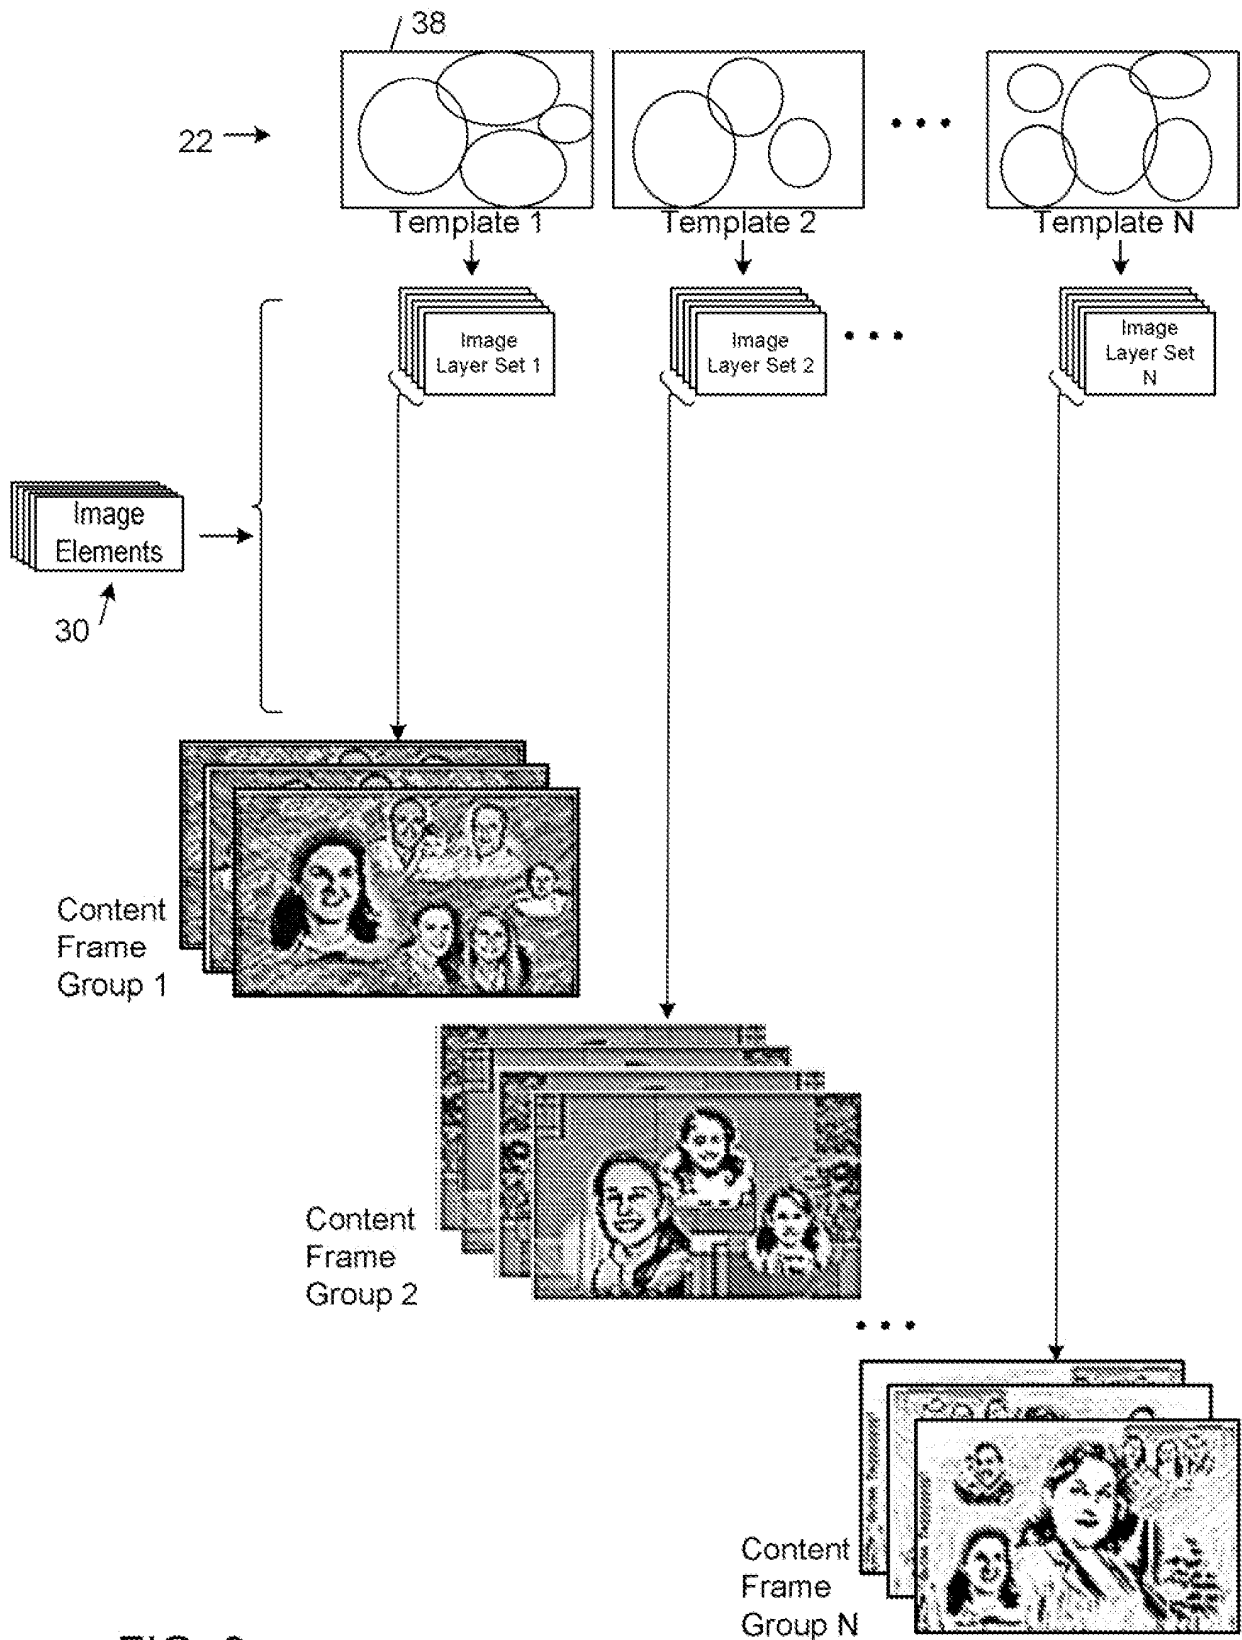 38
22
Template 1
Template 2
Template N
Image
Layer Set 1
Image
Layer Set 2
Image
Layer Set
N
Image
Elements
30
Content
Frame
Group 1
Content
Frame
Group 2
Content
Frame
Group N